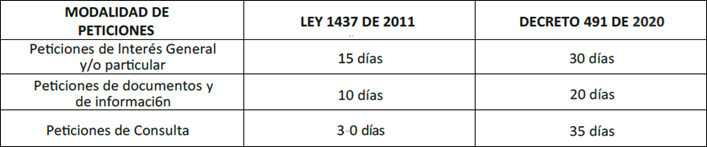 MODALIDAD DE
PETICIONES
LEY 1437 DE 2011
DECRETO 491 DE 2020
Peticiones de Interés General
y/o particular
15 días
30 días
Peticiones de documentos y
de informaci6n
10 días
20 días
Peticiones de Consulta
3-0 días
35 días